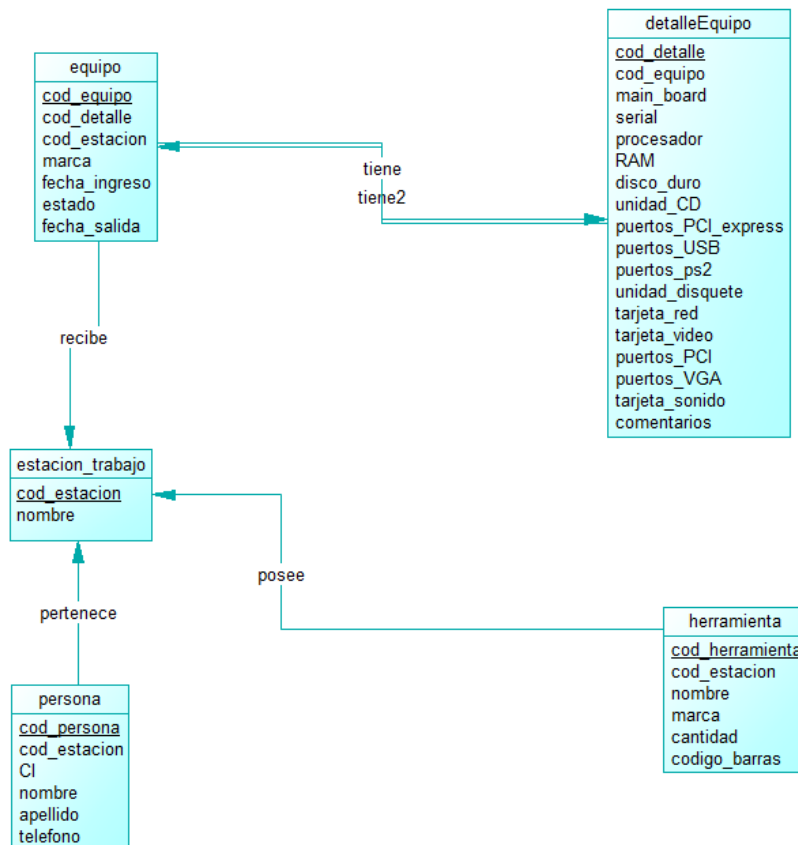 equipo
cod_equipo
cod_detalle
cod_estacion
marca
fecha_ingreso
estado
fecha_salida
detalleEquipo
cod_detalle
cod_equipo
main_board
serial
procesador
RAM
disco_duro
unidad_CD
puertos_PCI_express
puertos_USB
puertos_ps2
unidad_disquete
tarjeta_red
tarjeta_video
puertos_PCI
puertos_VGA
tarjeta_sonido
comentarios
tiene
tiene2
recibe
estacion_trabajo
cod_estacion
nombre
posee
pertenece
persona
cod_persona
cod_estacion
CI
nombre
apellido
telefono
herramienta
cod_herramienta
cod_estacion
nombre
marca
cantidad
codigo_barras